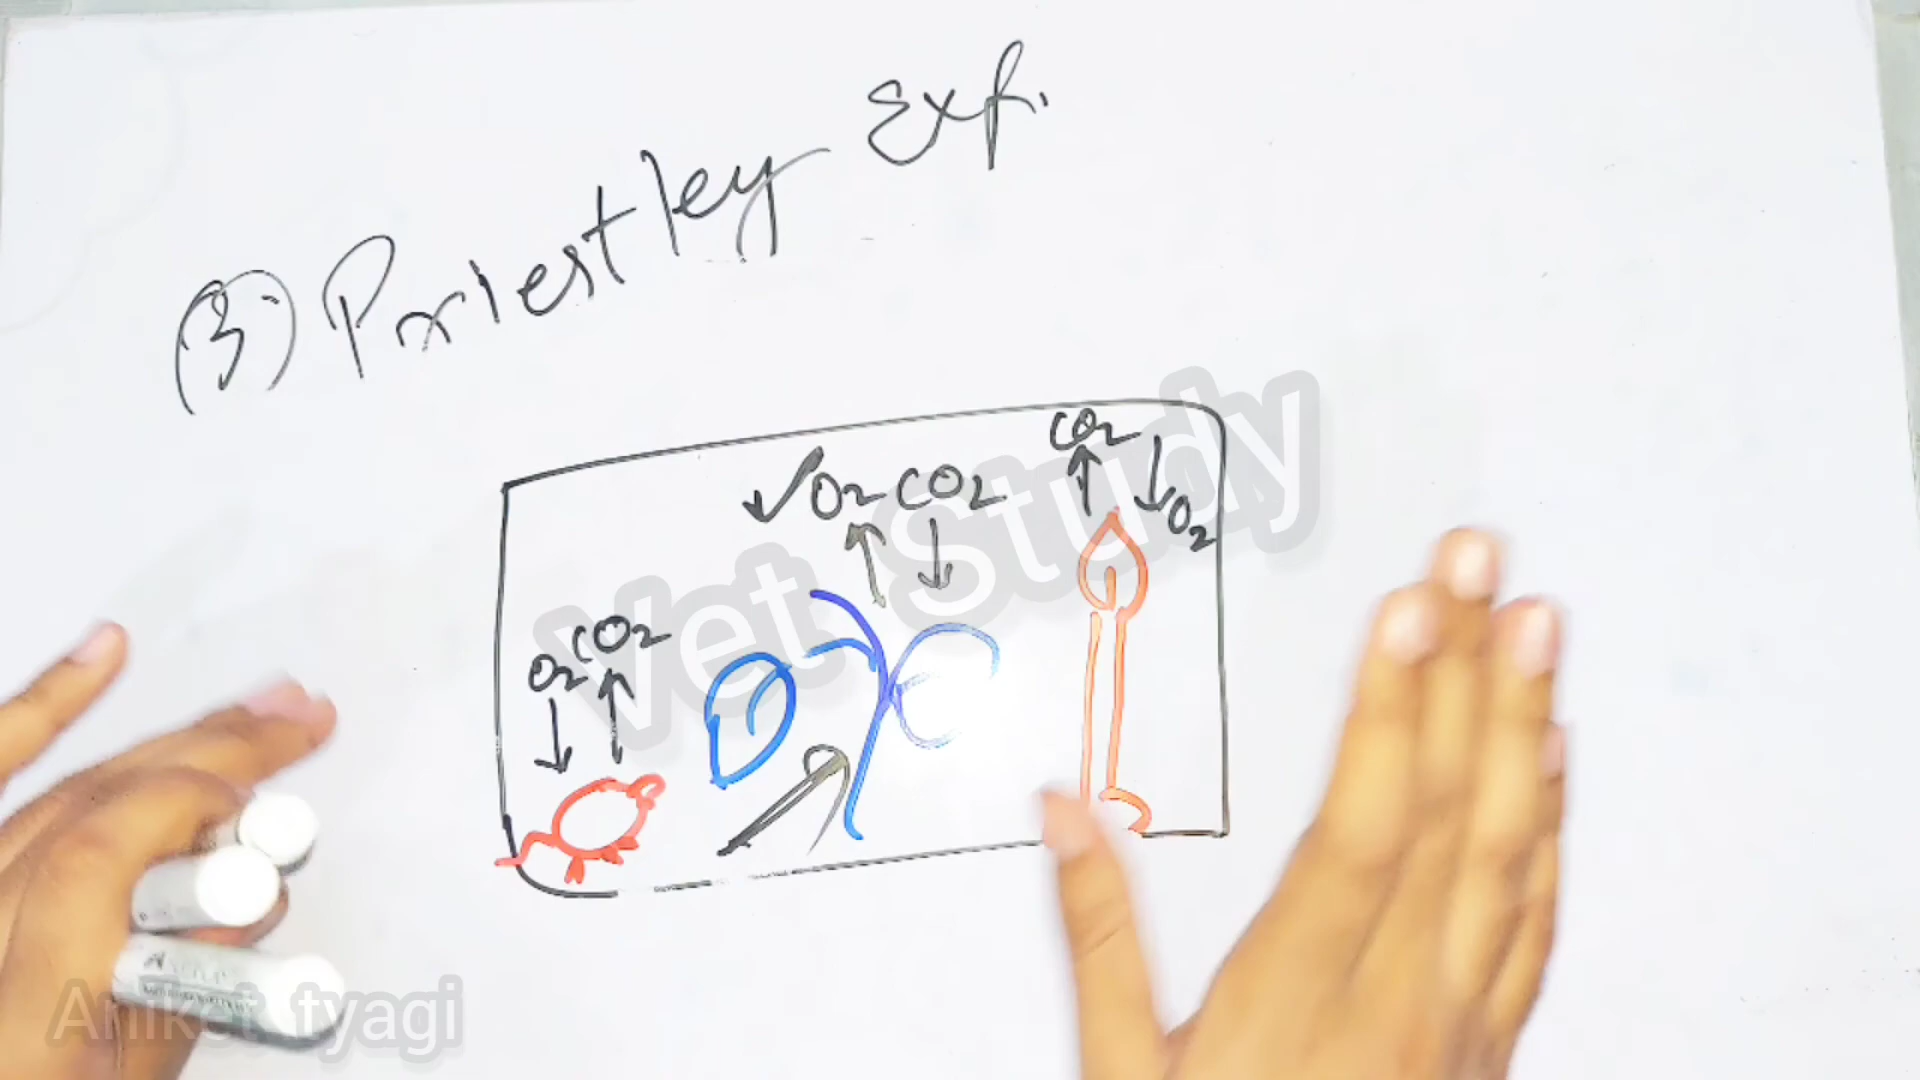 (3) Priestley Exp.
CO2
O2 CO2
O2
CO2
O2
Vet Study
Aniket tyagi